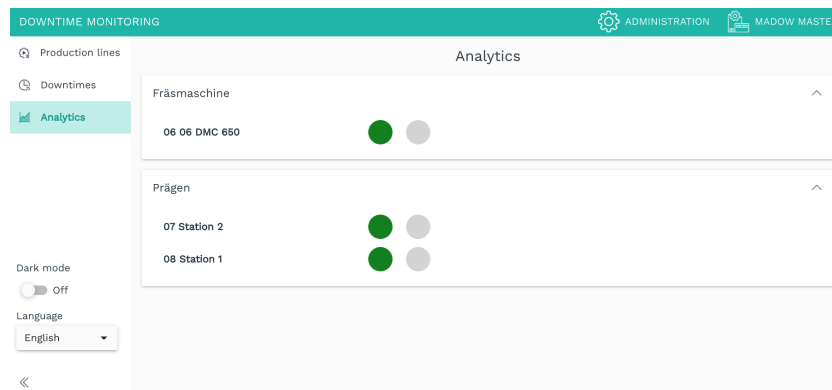 DOWNTIME MONITORING
ADMINISTRATION
MADOW MASTE
Production lines
Downtimes
Analytics
Analytics
Fräsmaschine
06 06 DMC 650
Prägen
07 Station 2
08 Station 1
Dark mode
Off
Language
English